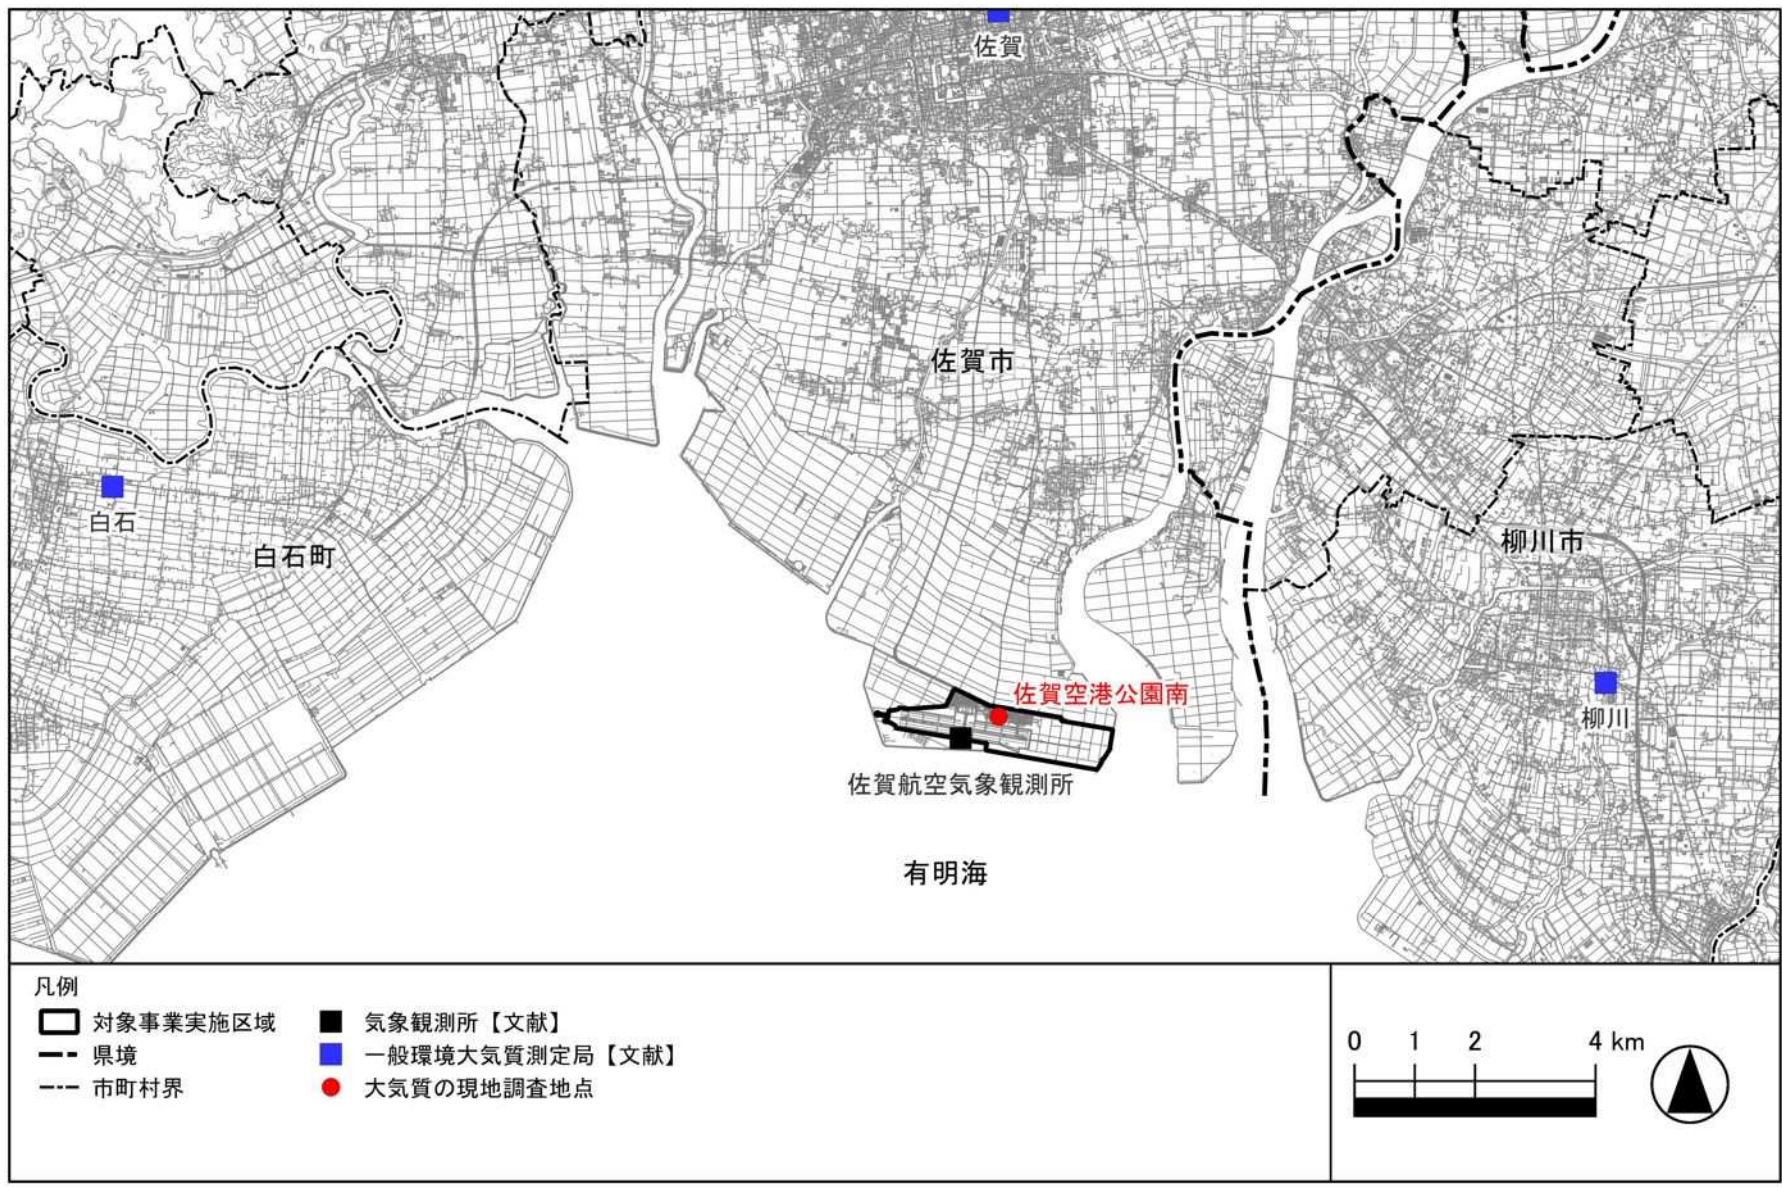 佐賀
佐賀市
白石
白石町
柳川市
佐賀空港公園南
柳川
佐賀航空気象観測所
有明海
凡例
対象事業実施区域
県境
市町村界
気象観測所【文献】
一般環境大気質測定局【文献】
大気質の現地調査地点
0 1 2 4 km